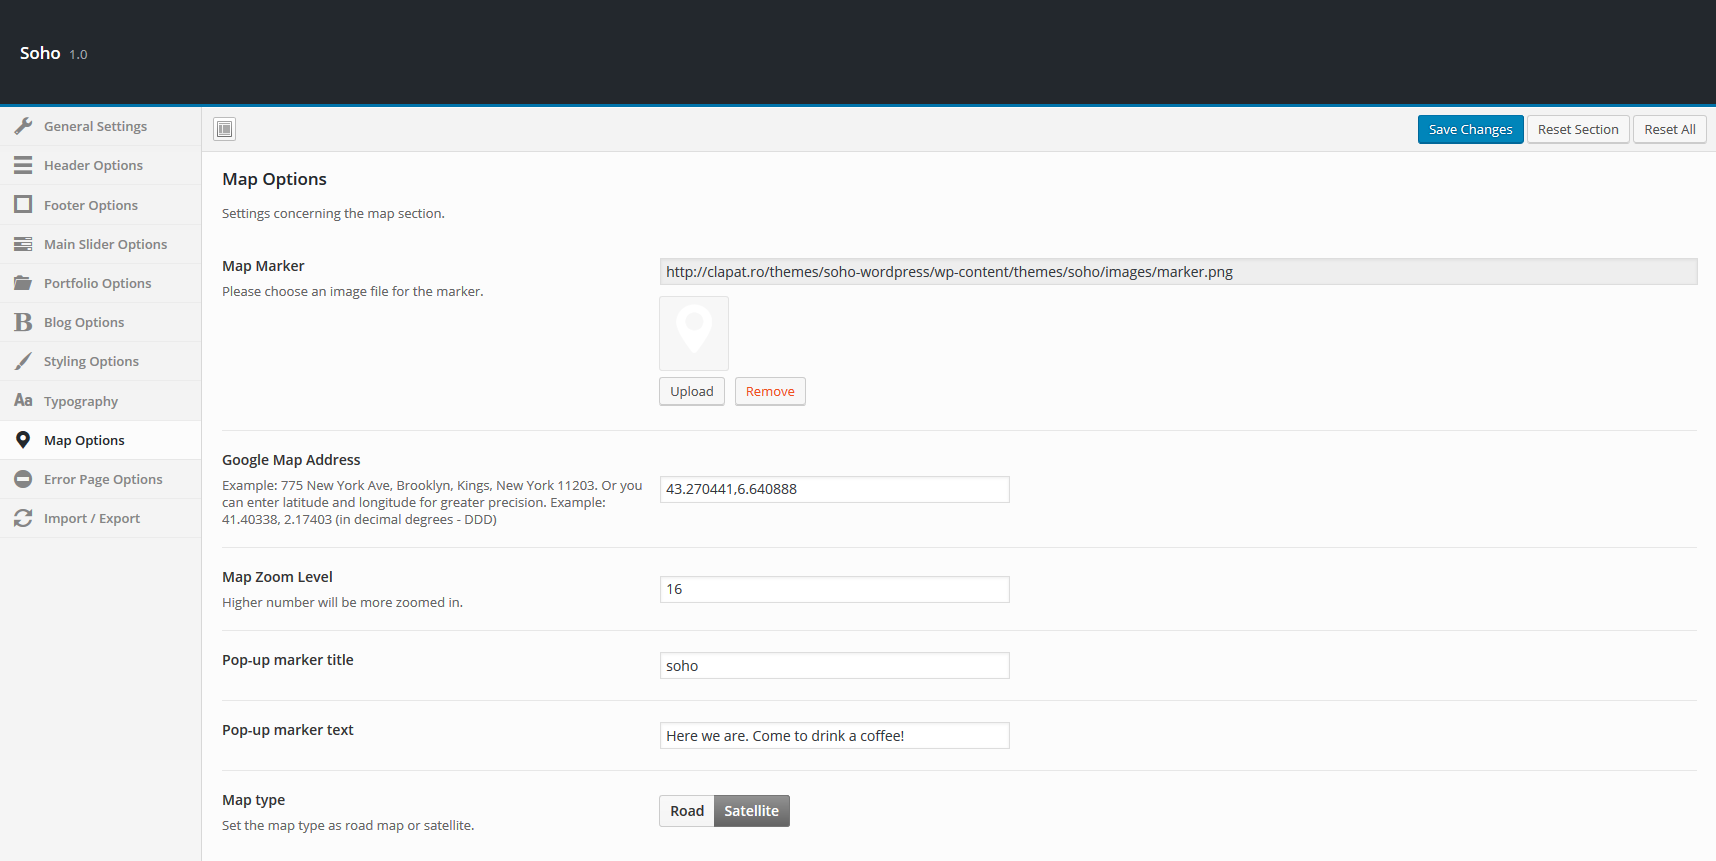 Soho 1.0
General Settings
Header Options
Footer Options
Main Slider Options
Portfolio Options
B Blog Options
Styling Options
Aa Typography
Map Options
Error Page Options
Import / Export
Save Changes Reset Section Reset All
Map Options
Settings concerning the map section.
Map Marker
Please choose an image file for the marker.
http://clapat.ro/themes/soho-wordpress/wp-content/themes/soho/images/marker.png
Upload Remove
Google Map Address
Example: 775 New York Ave, Brooklyn, Kings, New York 11203. Or you
can enter latitude and longitude for greater precision. Example:
41.40338, 2.17403 (in decimal degrees - DDD)
43.270441,6.640888
Map Zoom Level
Higher number will be more zoomed in.
16
Pop-up marker title
soho
Pop-up marker text
Here we are. Come to drink a coffee!
Map type
Set the map type as road map or satellite.
Road Satellite